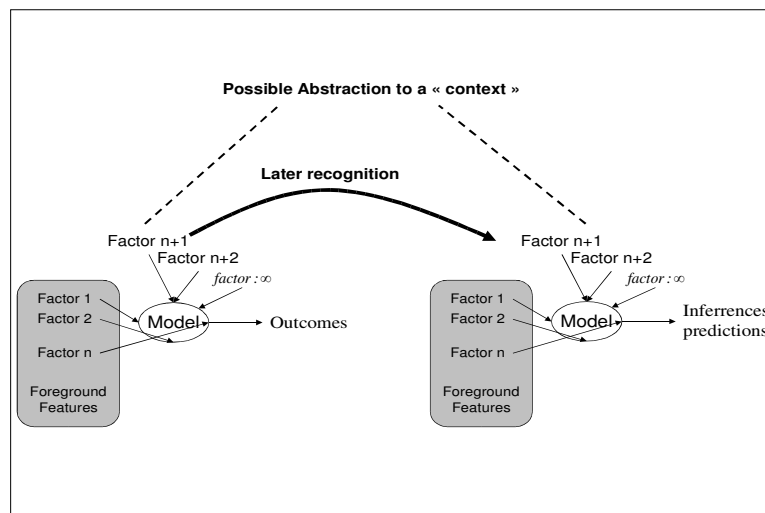 Possible Abstraction to a « context »
Later recognition
Factor n+1
Factor n+2
factor : ∞
Factor 1
Factor 2
Factor n
Foreground
Features
Model
Outcomes
Factor n+1
Factor n+2
factor : ∞
Factor 1
Factor 2
Factor n
Foreground
Features
Model
Inferrences
predictions